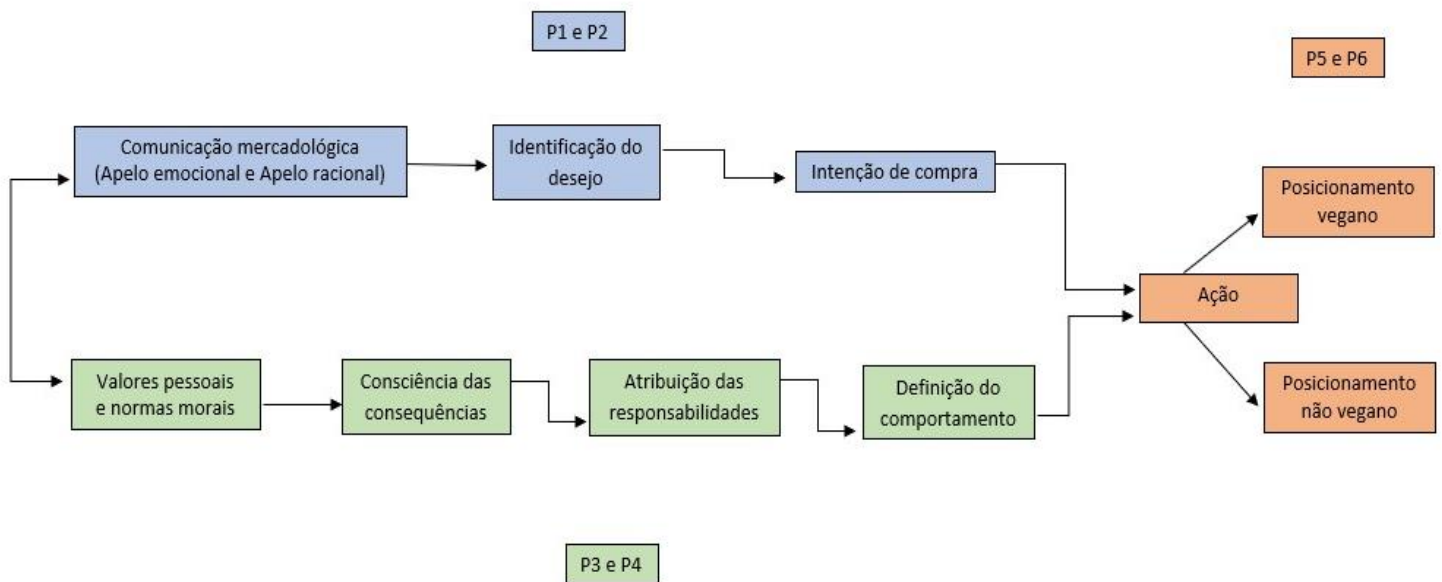 P1 e P2
P5 e P6
Comunicação mercadológica
(Apelo emocional e Apelo racional)
Identificação do
desejo
Intenção de compra
Posicionamento
vegano
Ação
Valores pessoais
e normas morais
Consciência das
consequências
Atribuição das
responsabilidades
Definição do
comportamento
Posicionamento
não vegano
P3 e P4